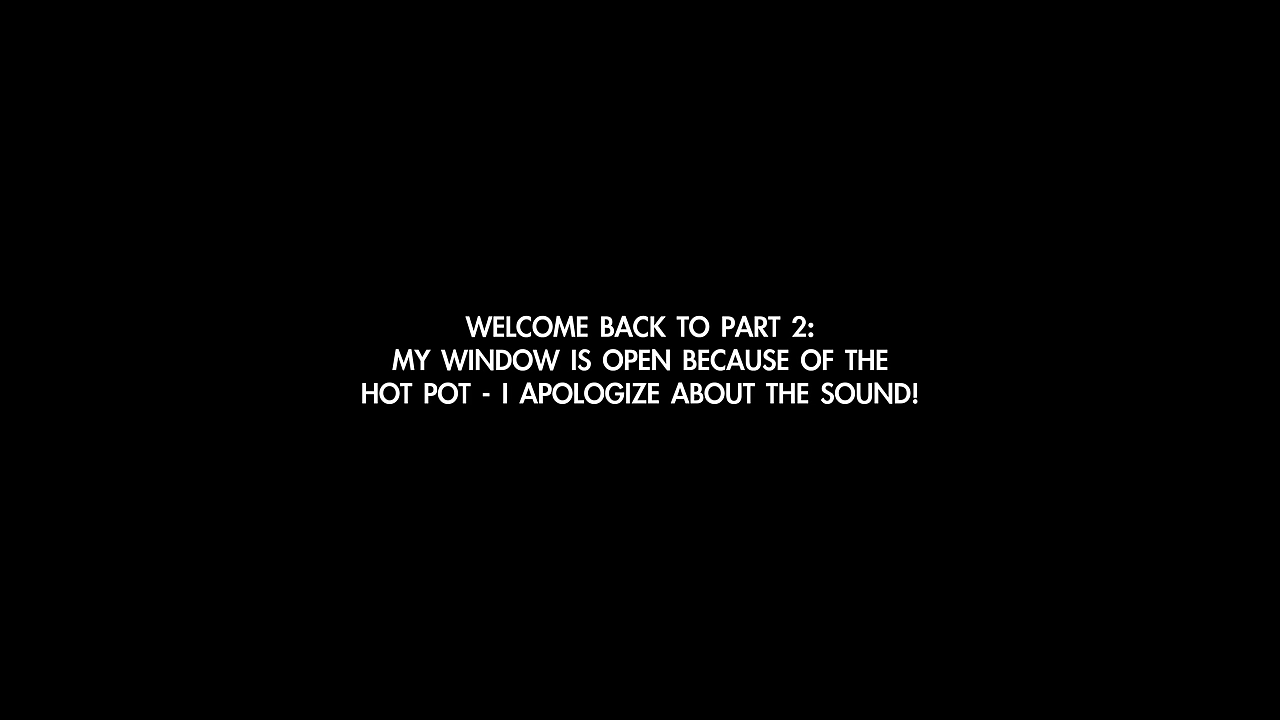 WELCOME BACK TO PART 2:
MY WINDOW IS OPEN BECAUSE OF THE
HOT POT - I APOLOGIZE ABOUT THE SOUND!